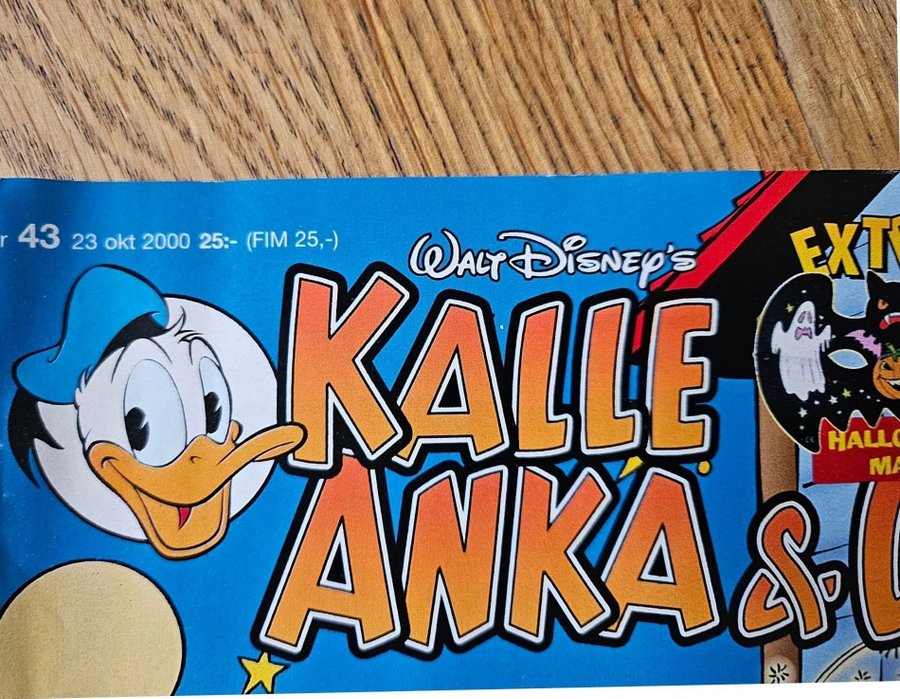 43 23 okt 2000 25:- (FIM 25,-)
WALT DISNEY'S
KALLE
ANKA &